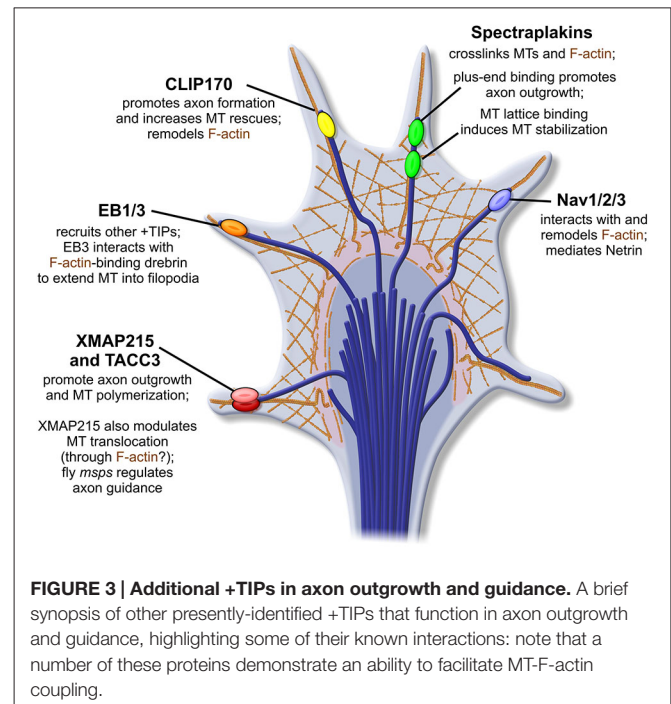 Spectraplakins
crosslinks MTs and F-actin;
plus-end binding promotes
axon outgrowth;
MT lattice binding
induces MT stabilization
CLIP170
promotes axon formation
and increases MT rescues;
remodels F-actin
Nav1/2/3
interacts with and
remodels F-actin;
mediates Netrin
EB1/3
recruits other +TIPs;
EB3 interacts with
F-actin-binding drebrin
to extend MT into filopodia
XMAP215
and TACC3
promote axon outgrowth
and MT polymerization;
XMAP215 also modulates
MT translocation
(through F-actin?);
fly msps regulates
axon guidance
FIGURE 3 | Additional +TIPs in axon outgrowth and guidance. A brief
synopsis of other presently-identified +TIPs that function in axon outgrowth
and guidance, highlighting some of their known interactions: note that a
number of these proteins demonstrate an ability to facilitate MT-F-actin
coupling.